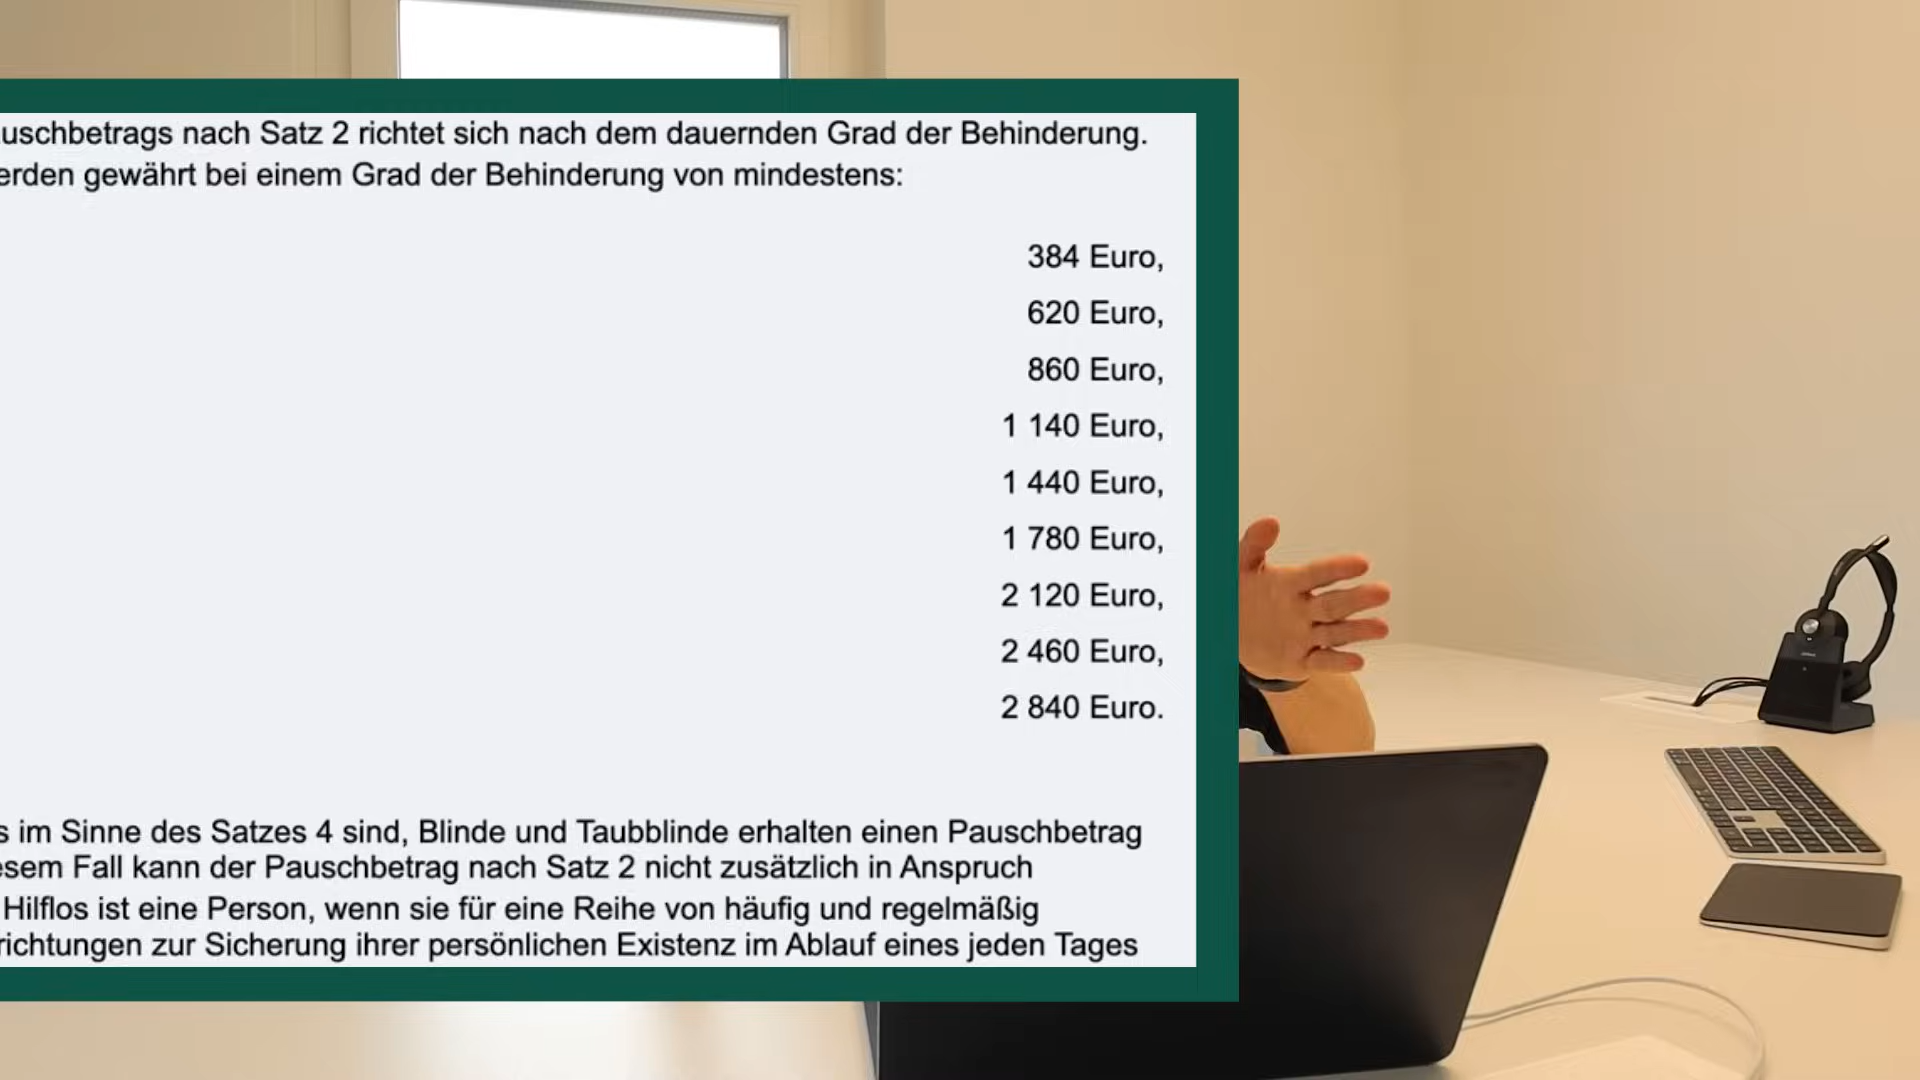 nach Satz 2 richtet sich nach dem dauernden Grad der Behinderung.
gewährt bei einem Grad der Behinderung von mindestens:
384 Euro,
620 Euro,
860 Euro,
1 140 Euro,
1 440 Euro,
1 780 Euro,
2 120 Euro,
2 460 Euro,
2 840 Euro.
im Sinne des Satzes 4 sind, Blinde und Taubblinde erhalten einen Pauschbetrag
Fall kann der Pauschbetrag nach Satz 2 nicht zusätzlich in Anspruch
Hilflos ist eine Person, wenn sie für eine Reihe von häufig und regelmäßig
zur Sicherung ihrer persönlichen Existenz im Ablauf eines jeden Tages